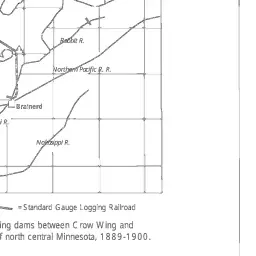 Rabbit R.
Northern Pacific R. R.
Brainerd
i R.
Nokasippi R.
= Standard Gauge Logging Railroad
ing dams between Crow Wing and
f north central Minnesota, 1889-1900.